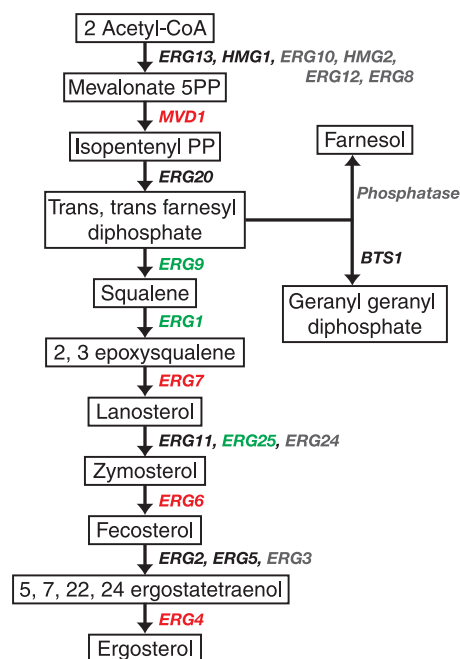 2 Acetyl-CoA
ERG13, HMG1, ERG10, HMG2,
ERG12, ERG8
Mevalonate 5PP
MVD1
Isopentenyl PP
ERG20
Trans, trans farnesyl
diphosphate
Farnesol
Phosphatase
BTS1
Geranyl geranyl
diphosphate
ERG9
Squalene
ERG1
2, 3 epoxysqualene
ERG7
Lanosterol
ERG11, ERG25, ERG24
Zymosterol
ERG6
Fecosterol
ERG2, ERG5, ERG3
5, 7, 22, 24 ergostatetraenol
ERG4
Ergosterol